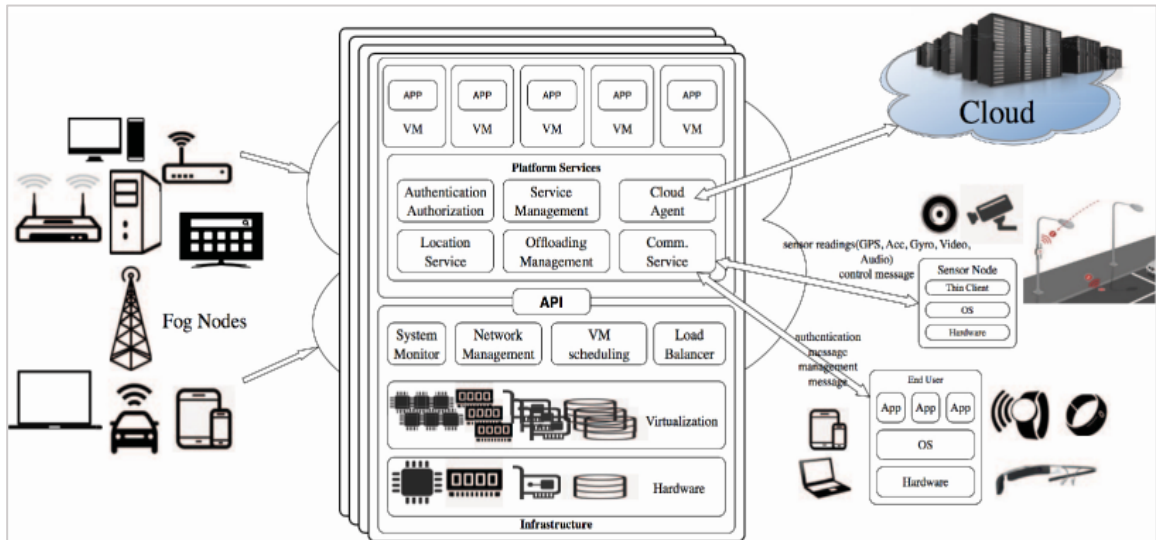 APP
APP
APP
APP
APP
VM
VM
VM
VM
VM
Platform Services
Authentication
Authorization
Service
Management
Cloud
Agent
Location
Service
Offloading
Management
Comm.
Service
API
System
Monitor
Network
Management
VM
scheduling
Load
Balancer
Virtualization
Hardware
Infrastructure
Fog Nodes
Cloud
sensor readings(GPS, Acc, Gyro, Video,
Audio)
control message
Sensor Node
Thin Client
OS
Hardware
authentication
message
management
message
End User
App
App
App
OS
Hardware